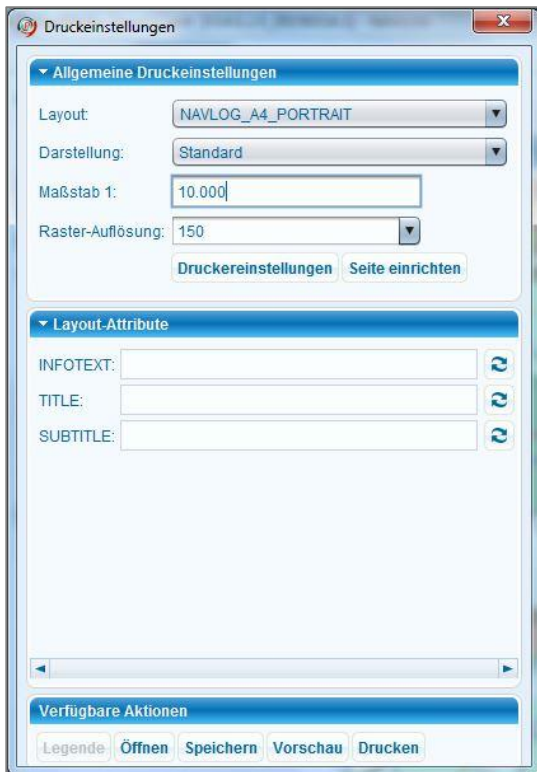 Druckeinstellungen
Allgemeine Druckeinstellungen
Layout: NAVLOG_A4_PORTRAIT
Darstellung: Standard
Maßstab 1: 10.000
Raster-Auflösung: 150
Druckereinstellungen Seite einrichten
Layout-Attribute
INFOTEXT:
TITLE:
SUBTITLE:
Verfügbare Aktionen
Legende Öffnen Speichern Vorschau Drucken